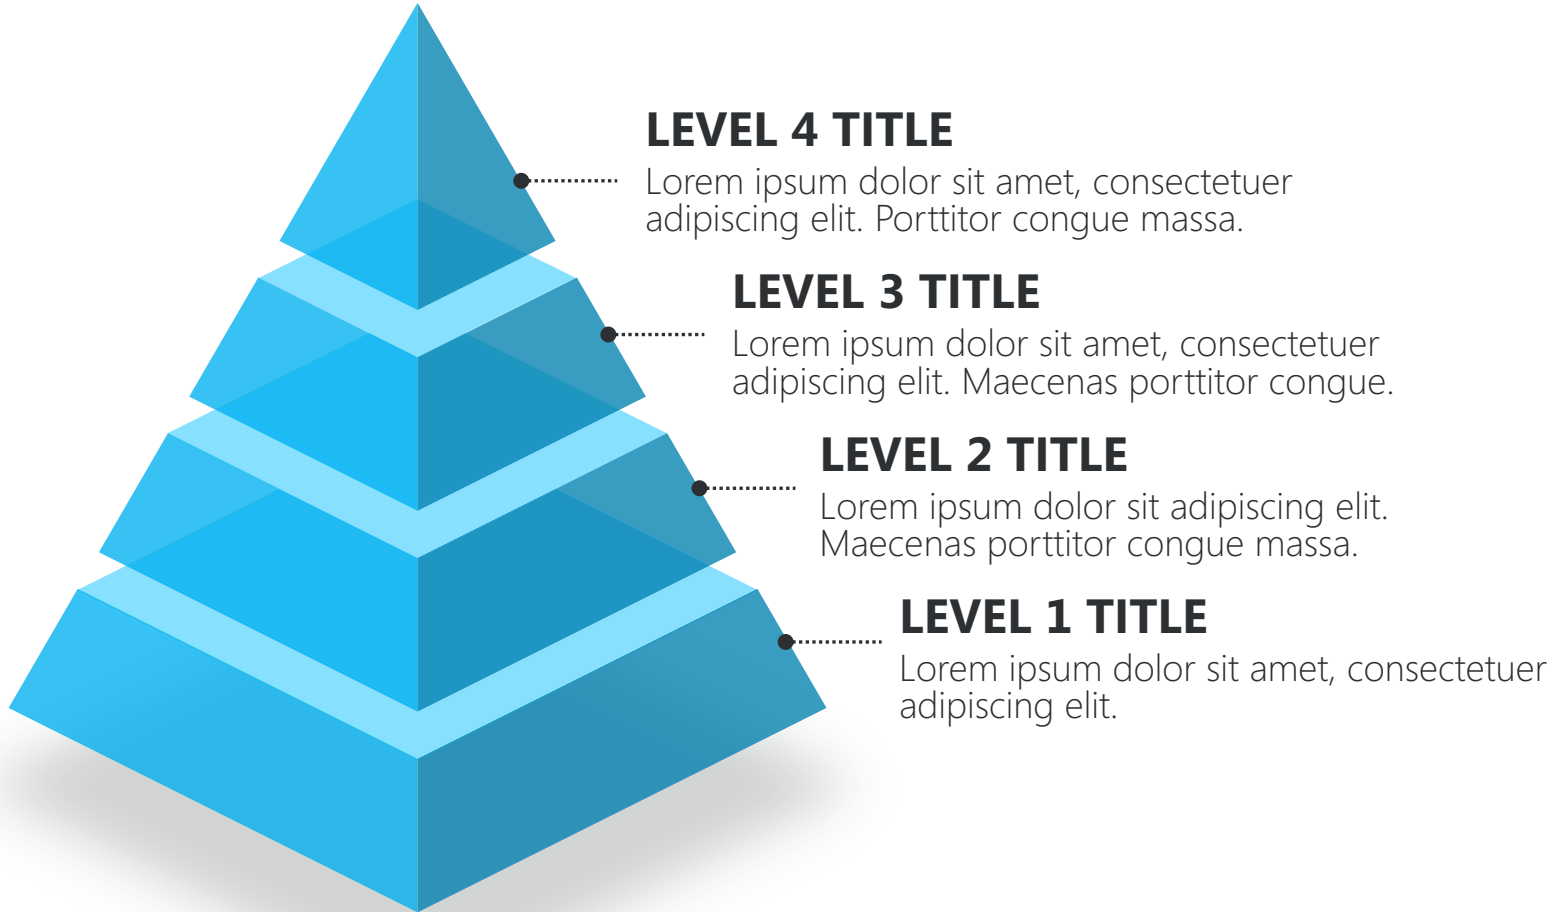 LEVEL 4 TITLE
Lorem ipsum dolor sit amet, consectetuer
adipiscing elit. Porttitor congue massa.
LEVEL 3 TITLE
Lorem ipsum dolor sit amet, consectetuer
adipiscing elit. Maecenas porttitor congue.
LEVEL 2 TITLE
Lorem ipsum dolor sit adipiscing elit.
Maecenas porttitor congue massa.
LEVEL 1 TITLE
Lorem ipsum dolor sit amet, consectetuer
adipiscing elit.